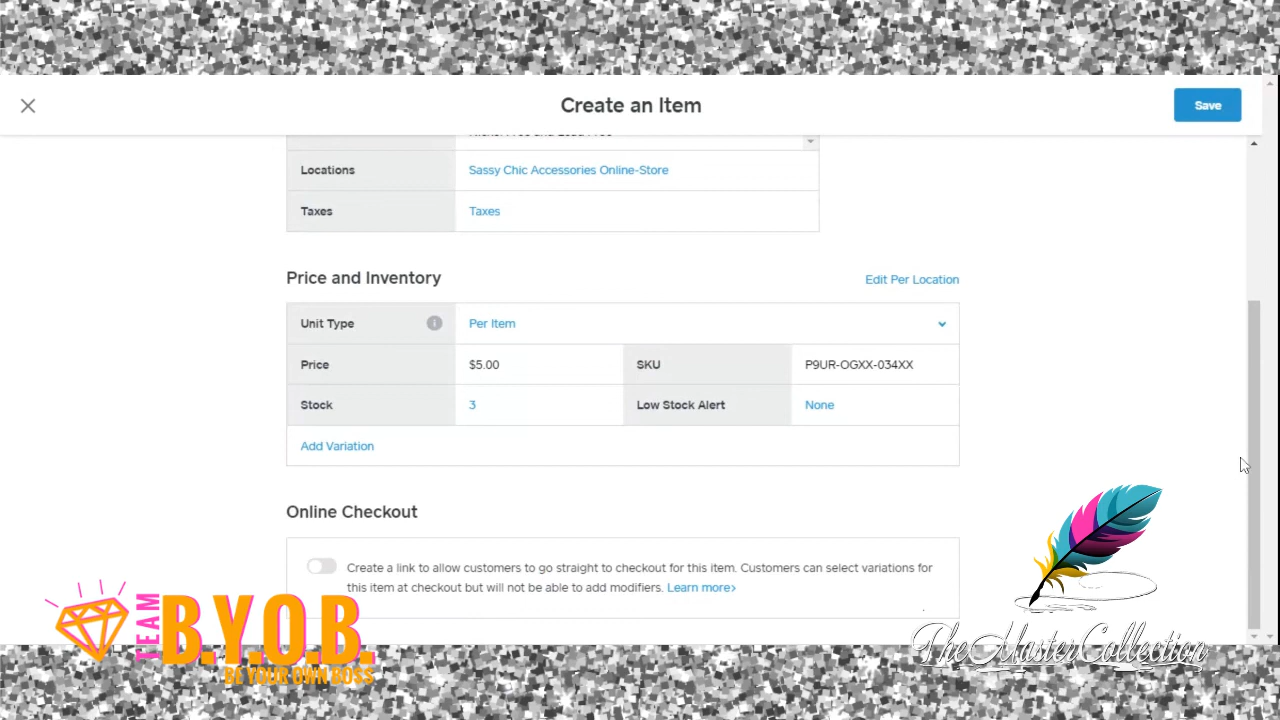 Create an Item
Save
Locations
Sassy Chic Accessories Online-Store
Taxes
Taxes
Price and Inventory
Edit Per Location
Unit Type
Per Item
Price
$5.00
SKU
P9UR-OGXX-034XX
Stock
3
Low Stock Alert
None
Add Variation
Online Checkout
Create a link to allow customers to go straight to checkout for this item. Customers can select variations for
this item at checkout but will not be able to add modifiers. Learn more>
TEAM
B.Y.O.B.
BE YOUR OWN BOSS
TheMasterCollection